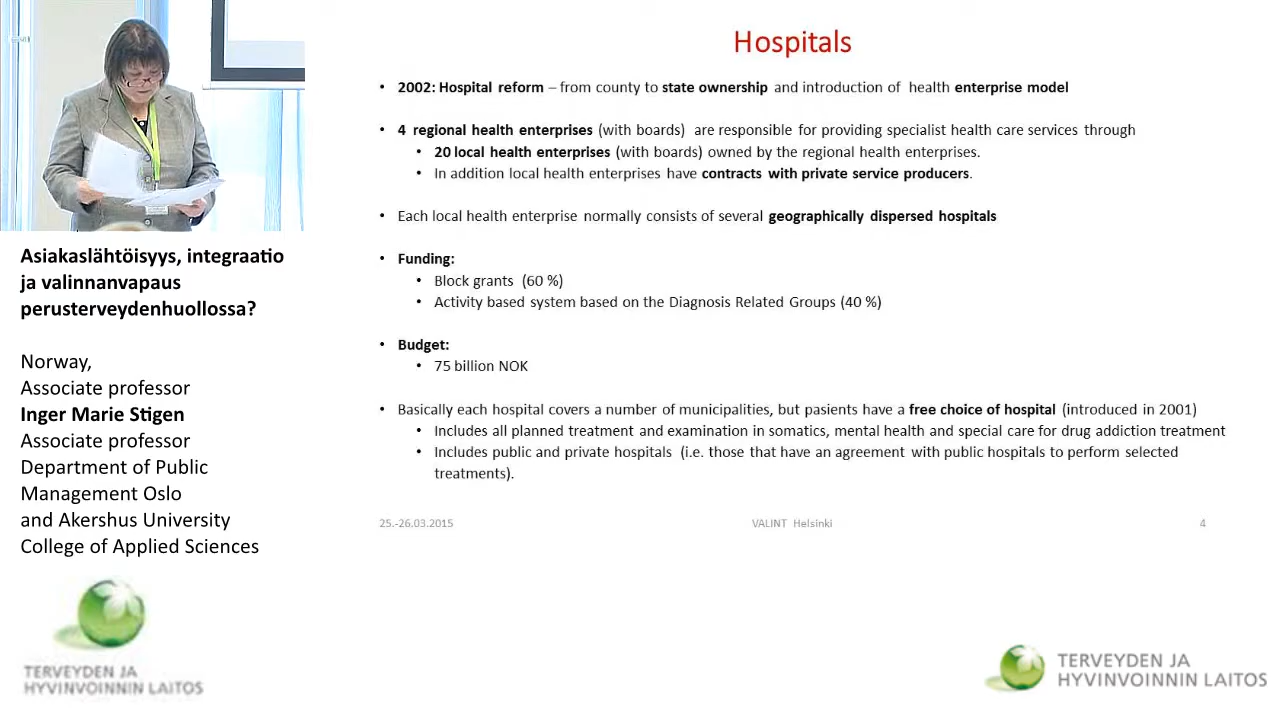 Hospitals
• 2002: Hospital reform – from county to state ownership and introduction of health enterprise model
• 4 regional health enterprises (with boards) are responsible for providing specialist health care services through
• 20 local health enterprises (with boards) owned by the regional health enterprises.
• In addition local health enterprises have contracts with private service producers.
• Each local health enterprise normally consists of several geographically dispersed hospitals
• Funding:
• Block grants (60 %)
• Activity based system based on the Diagnosis Related Groups (40 %)
• Budget:
• 75 billion NOK
• Basically each hospital covers a number of municipalities, but pasients have a free choice of hospital (introduced in 2001)
• Includes all planned treatment and examination in somatics, mental health and special care for drug addiction treatment
• Includes public and private hospitals (i.e. those that have an agreement with public hospitals to perform selected
treatments).
25.-26.03.2015
VALINT Helsinki
4
Asiakaslähtöisyys, integraatio
ja valinnanvapaus
perusterveydenhuollossa?
Norway,
Associate professor
Inger Marie Stigen
Associate professor
Department of Public
Management Oslo
and Akershus University
College of Applied Sciences
TERVEYDEN JA
HYVINVOINNIN LAITOS
TERVEYDEN JA
HYVINVOINNIN LAITOS